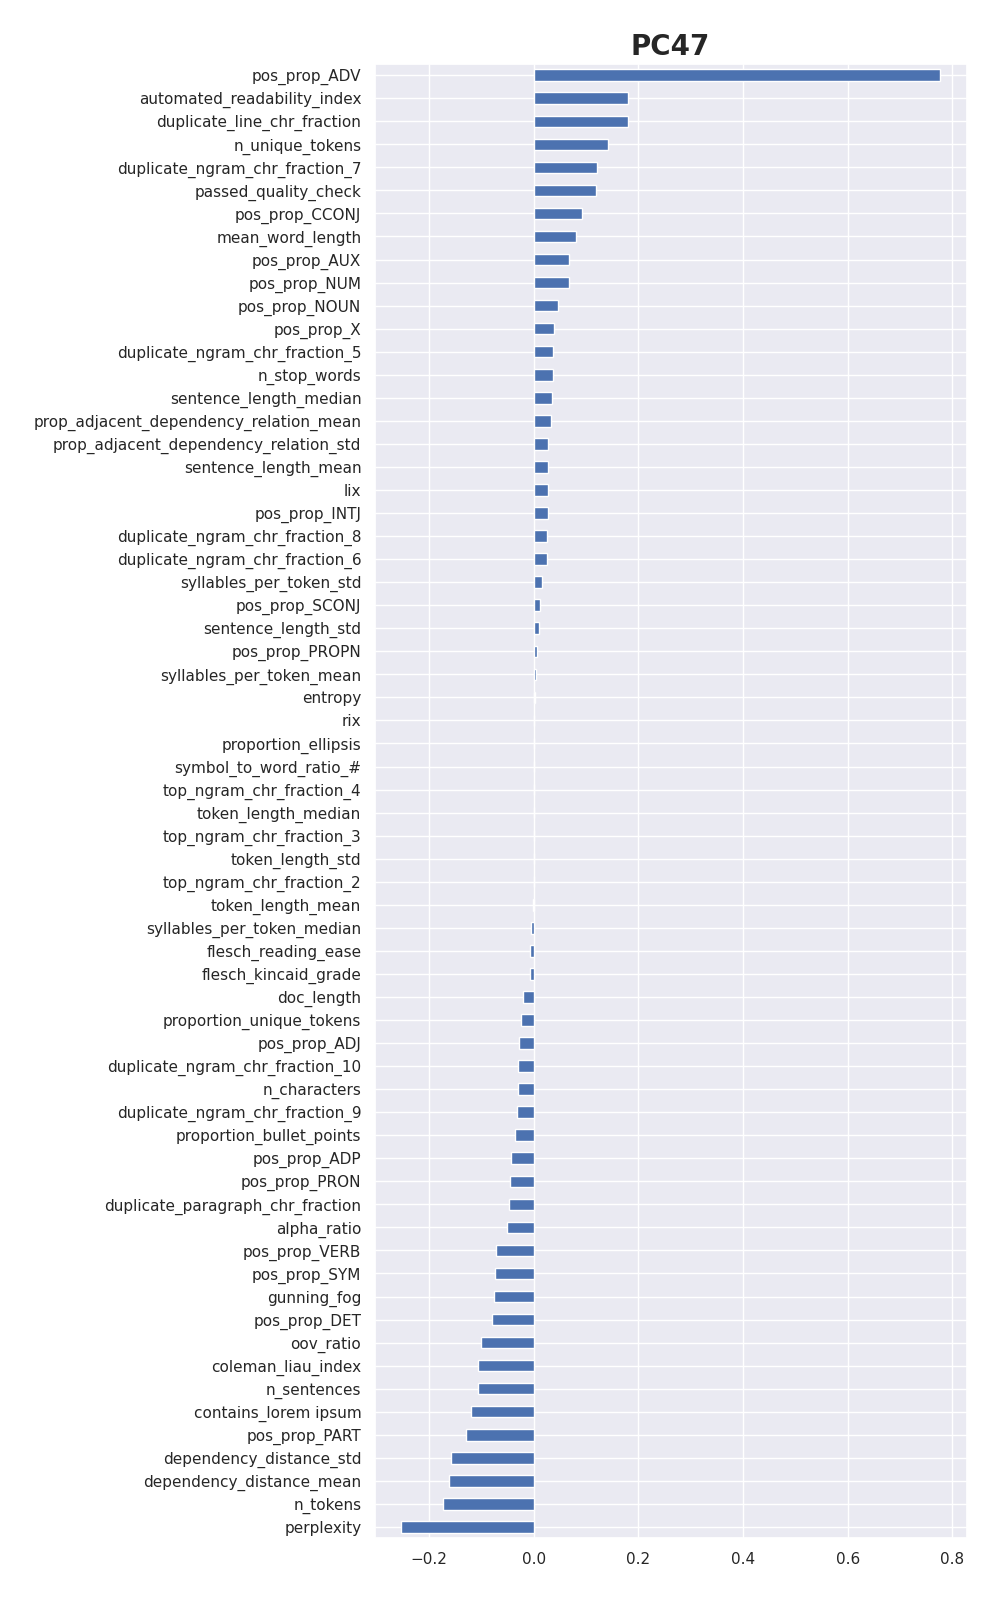 PC47
pos_prop_ADV
automated_readability_index
duplicate_line_chr_fraction
n_unique_tokens
duplicate_ngram_chr_fraction_7
passed_quality_check
pos_prop_CCONJ
mean_word_length
pos_prop_AUX
pos_prop_NUM
pos_prop_NOUN
pos_prop_X
duplicate_ngram_chr_fraction_5
n_stop_words
sentence_length_median
prop_adjacent_dependency_relation_mean
prop_adjacent_dependency_relation_std
sentence_length_mean
lix
pos_prop_INTJ
duplicate_ngram_chr_fraction_8
duplicate_ngram_chr_fraction_6
syllables_per_token_std
pos_prop_SCONJ
sentence_length_std
pos_prop_PROPN
syllables_per_token_mean
entropy
rix
proportion_ellipsis
symbol_to_word_ratio_#
top_ngram_chr_fraction_4
token_length_median
top_ngram_chr_fraction_3
token_length_std
top_ngram_chr_fraction_2
token_length_mean
syllables_per_token_median
flesch_reading_ease
flesch_kincaid_grade
doc_length
proportion_unique_tokens
pos_prop_ADJ
duplicate_ngram_chr_fraction_10
n_characters
duplicate_ngram_chr_fraction_9
proportion_bullet_points
pos_prop_ADP
pos_prop_PRON
duplicate_paragraph_chr_fraction
alpha_ratio
pos_prop_VERB
pos_prop_SYM
gunning_fog
pos_prop_DET
oov_ratio
coleman_liau_index
n_sentences
contains_lorem ipsum
pos_prop_PART
dependency_distance_std
dependency_distance_mean
n_tokens
perplexity
−0.2 0.0 0.2 0.4 0.6 0.8